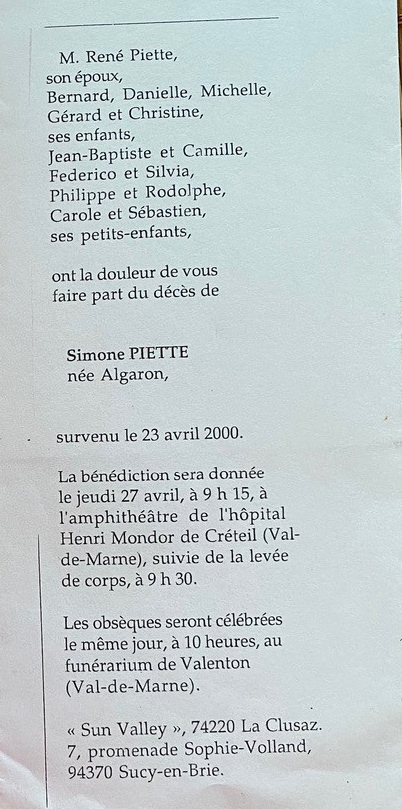 M. René Piette,
son époux,
Bernard, Danielle, Michelle,
Gérard et Christine,
ses enfants,
Jean-Baptiste et Camille,
Federico et Silvia,
Philippe et Rodolphe,
Carole et Sébastien,
ses petits-enfants,
ont la douleur de vous
faire part du décès de
Simone PIETTE
née Algaron,
survenu le 23 avril 2000.
La bénédiction sera donnée
le jeudi 27 avril, à 9 h 15, à
l'amphithéâtre de l'hôpital
Henri Mondor de Créteil (Val-
de-Marne), suivie de la levée
de corps, à 9 h 30.
Les obsèques seront célébrées
le même jour, à 10 heures, au
funérarium de Valenton
(Val-de-Marne).
« Sun Valley », 74220 La Clusaz.
7, promenade Sophie-Volland,
94370 Sucy-en-Brie.